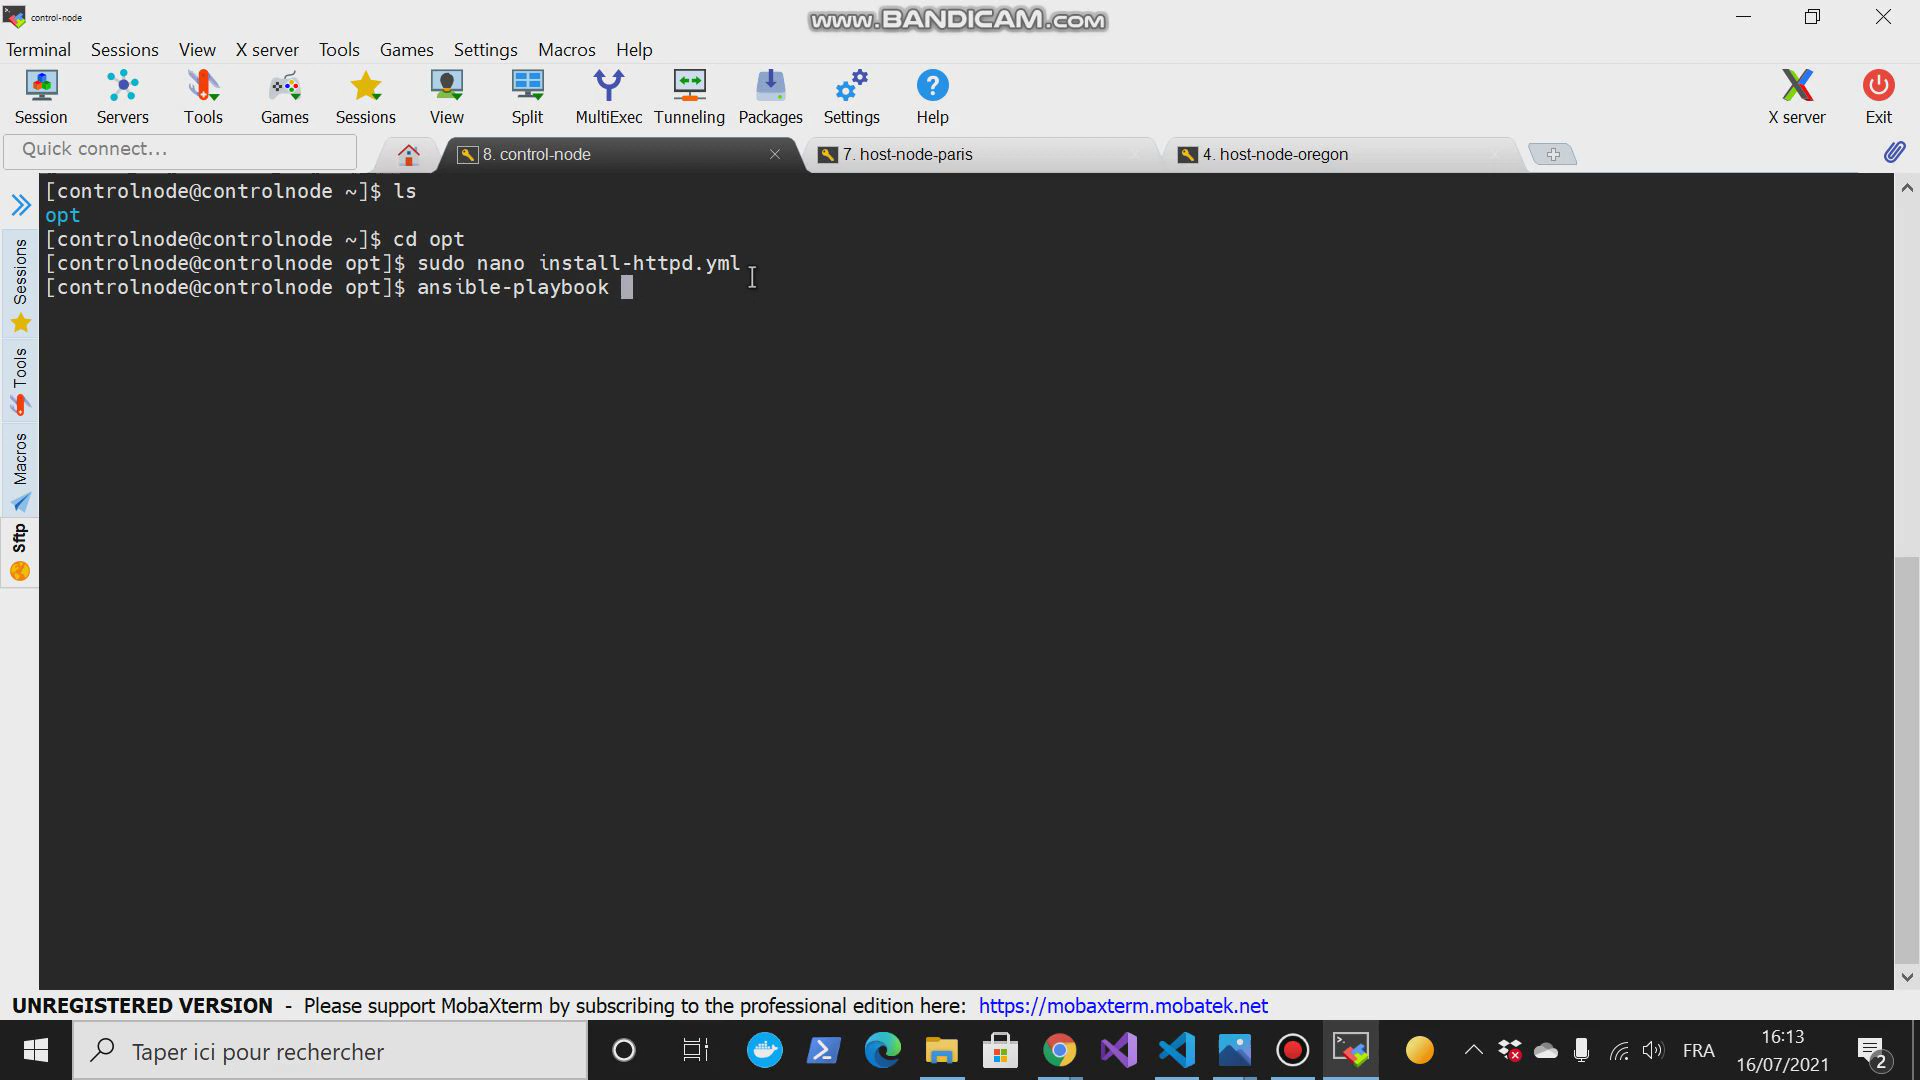 control-node
www.BANDICAM.com
Terminal Sessions View X server Tools Games Settings Macros Help
Session Servers Tools Games Sessions View Split MultiExec Tunneling Packages Settings Help X server Exit
Quick connect...
8. control-node
7. host-node-paris
4. host-node-oregon
Sessions
Tools
Macros
Sftp
[controlnode@controlnode ~]$ ls
opt
[controlnode@controlnode ~]$ cd opt
[controlnode@controlnode opt]$ sudo nano install-httpd.yml
[controlnode@controlnode opt]$ ansible-playbook
UNREGISTERED VERSION - Please support MobaXterm by subscribing to the professional edition here: https://mobaxterm.mobatek.net
Taper ici pour rechercher
FRA
16:13
16/07/2021
2